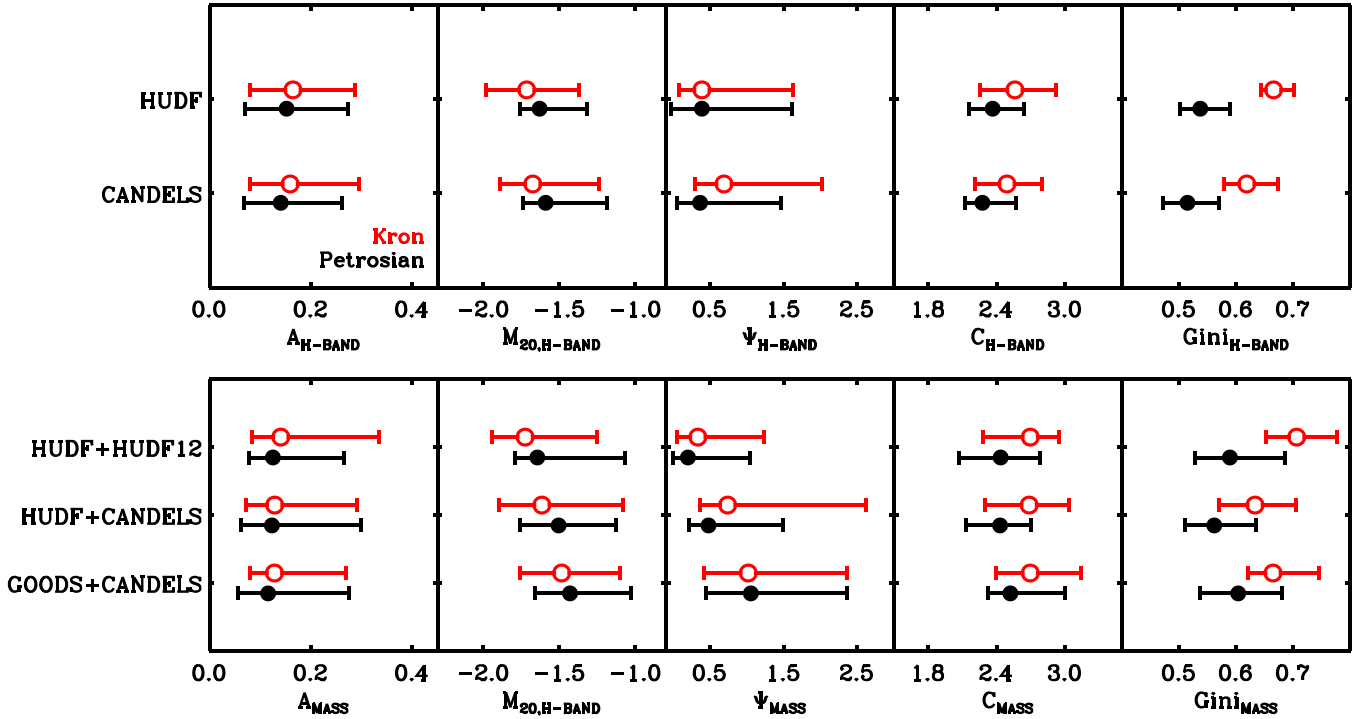 HUDF
CANDELS
Kron
Petrosian
0.0 0.2 0.4 -2.0 -1.5 -1.0 0.5 1.5 2.5 1.8 2.4 3.0 0.5 0.6 0.7
A_H-BAND M_20,H-BAND Ψ_H-BAND C_H-BAND Gini_H-BAND
HUDF+HUDF12
HUDF+CANDELS
GOODS+CANDELS
0.0 0.2 0.4 -2.0 -1.5 -1.0 0.5 1.5 2.5 1.8 2.4 3.0 0.5 0.6 0.7
A_MASS M_20,H-BAND Ψ_MASS C_MASS Gini_MASS